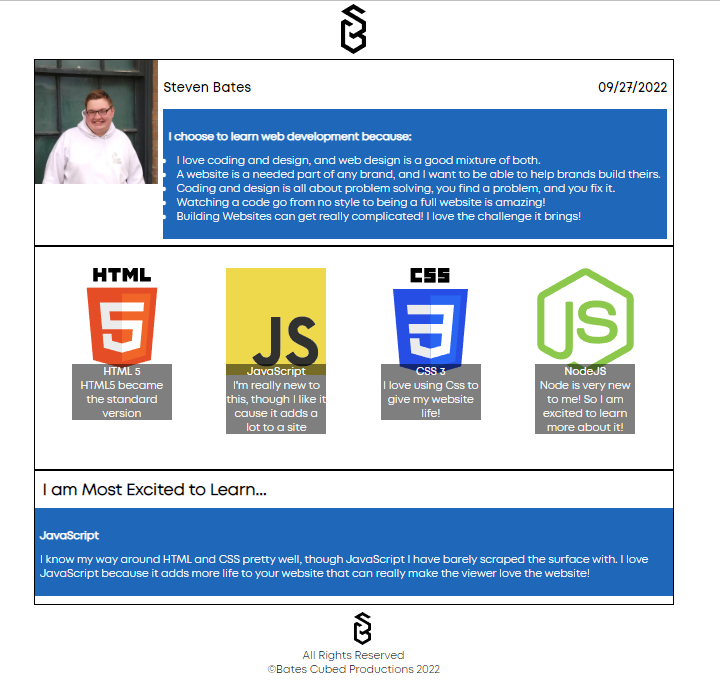 Steven Bates
09/27/2022
I choose to learn web development because:
I love coding and design, and web design is a good mixture of both.
A website is a needed part of any brand, and I want to be able to help brands build theirs.
Coding and design is all about problem solving, you find a problem, and you fix it.
Watching a code go from no style to being a full website is amazing!
Building Websites can get really complicated! I love the challenge it brings!
HTML
5
HTML 5
HTML5 became
the standard
version
JS
JavaScript
I'm really new to
this, though I like it
cause it adds a
lot to a site
CSS
3
CSS 3
I love using Css to
give my website
life!
JS
NodeJS
Node is very new
to me! So I am
excited to learn
more about it!
I am Most Excited to Learn...
JavaScript
I know my way around HTML and CSS pretty well, though JavaScript I have barely scraped the surface with. I love
JavaScript because it adds more life to your website that can really make the viewer love the website!
All Rights Reserved
©Bates Cubed Productions 2022